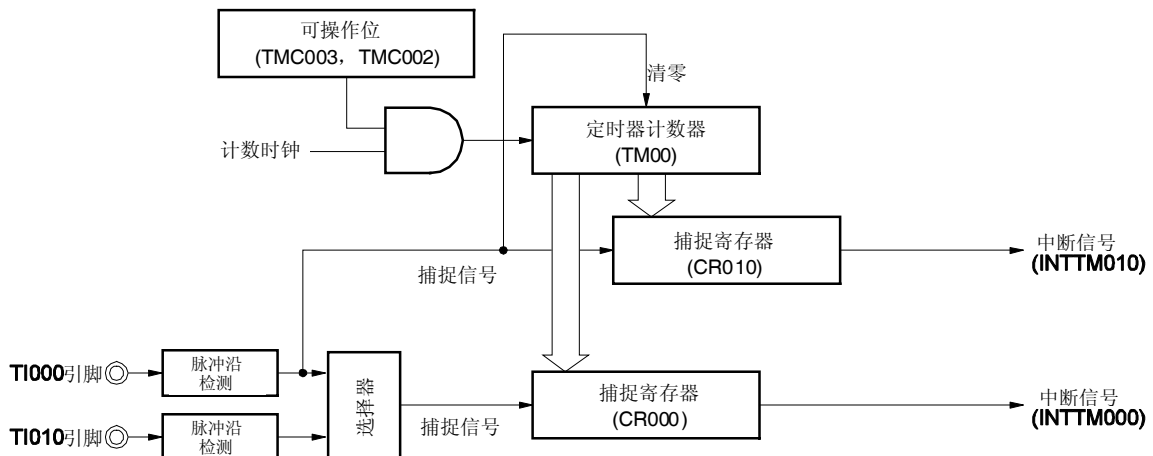 可操作位
(TMC003，TMC002)
清零
计数时钟
定时器计数器
(TM00)
捕捉寄存器
(CR010)
中断信号
(INTTM010)
捕捉信号
TI000引脚
脉冲沿
检测
选择器
捕捉信号
捕捉寄存器
(CR000)
中断信号
(INTTM000)
TI010引脚
脉冲沿
检测